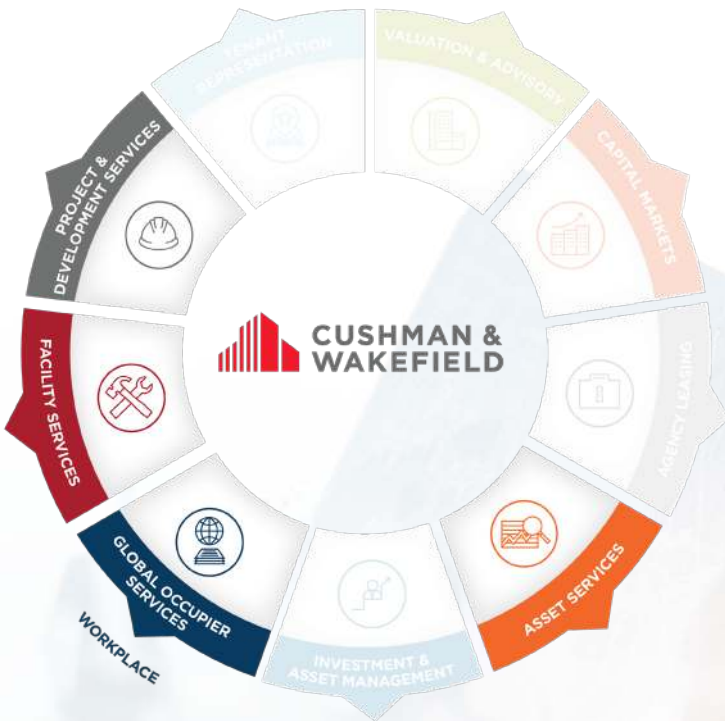 TENANT
REPRESENTATION
VALUATION & ADVISORY
CAPITAL MARKETS
AGENCY LEASING
ASSET SERVICES
INVESTMENT &
ASSET MANAGEMENT
GLOBAL OCCUPIER
SERVICES
WORKPLACE
FACILITY SERVICES
PROJECT &
DEVELOPMENT SERVICES
CUSHMAN &
WAKEFIELD